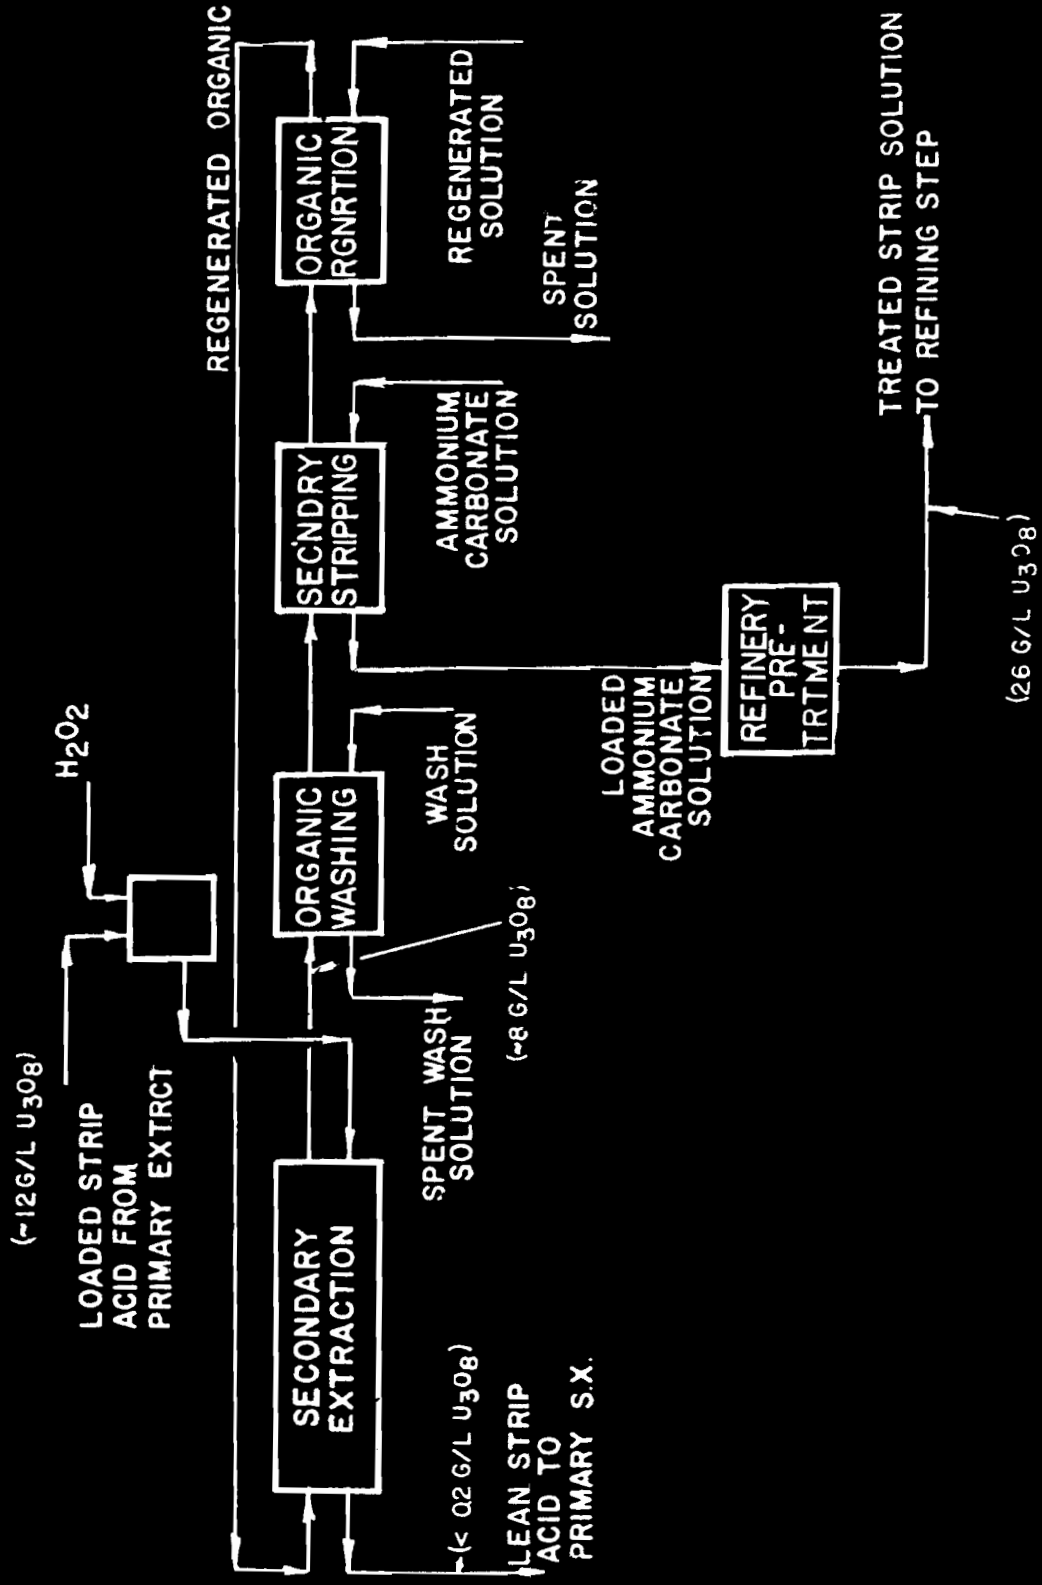 (~12G/L U3O8)
LOADED STRIP
ACID FROM
PRIMARY EXTRCT
H2O2
REGENERATED ORGANIC
SECONDARY
EXTRACTION
ORGANIC
WASHING
SEC'NDRY
STRIPPING
ORGANIC
RGNRTION
(< 0.2 G/L U3O8)
LEAN STRIP
ACID TO
PRIMARY S.X.
SPENT WASH
SOLUTION
(~8 G/L U3O8)
WASH
SOLUTION
AMMONIUM
CARBONATE
SOLUTION
REGENERATED
SOLUTION
SPENT
SOLUTION
LOADED
AMMONIUM
CARBONATE
SOLUTION
REFINERY
PRE-
TRTMENT
TREATED STRIP SOLUTION
TO REFINING STEP
(26 G/L U3O8)